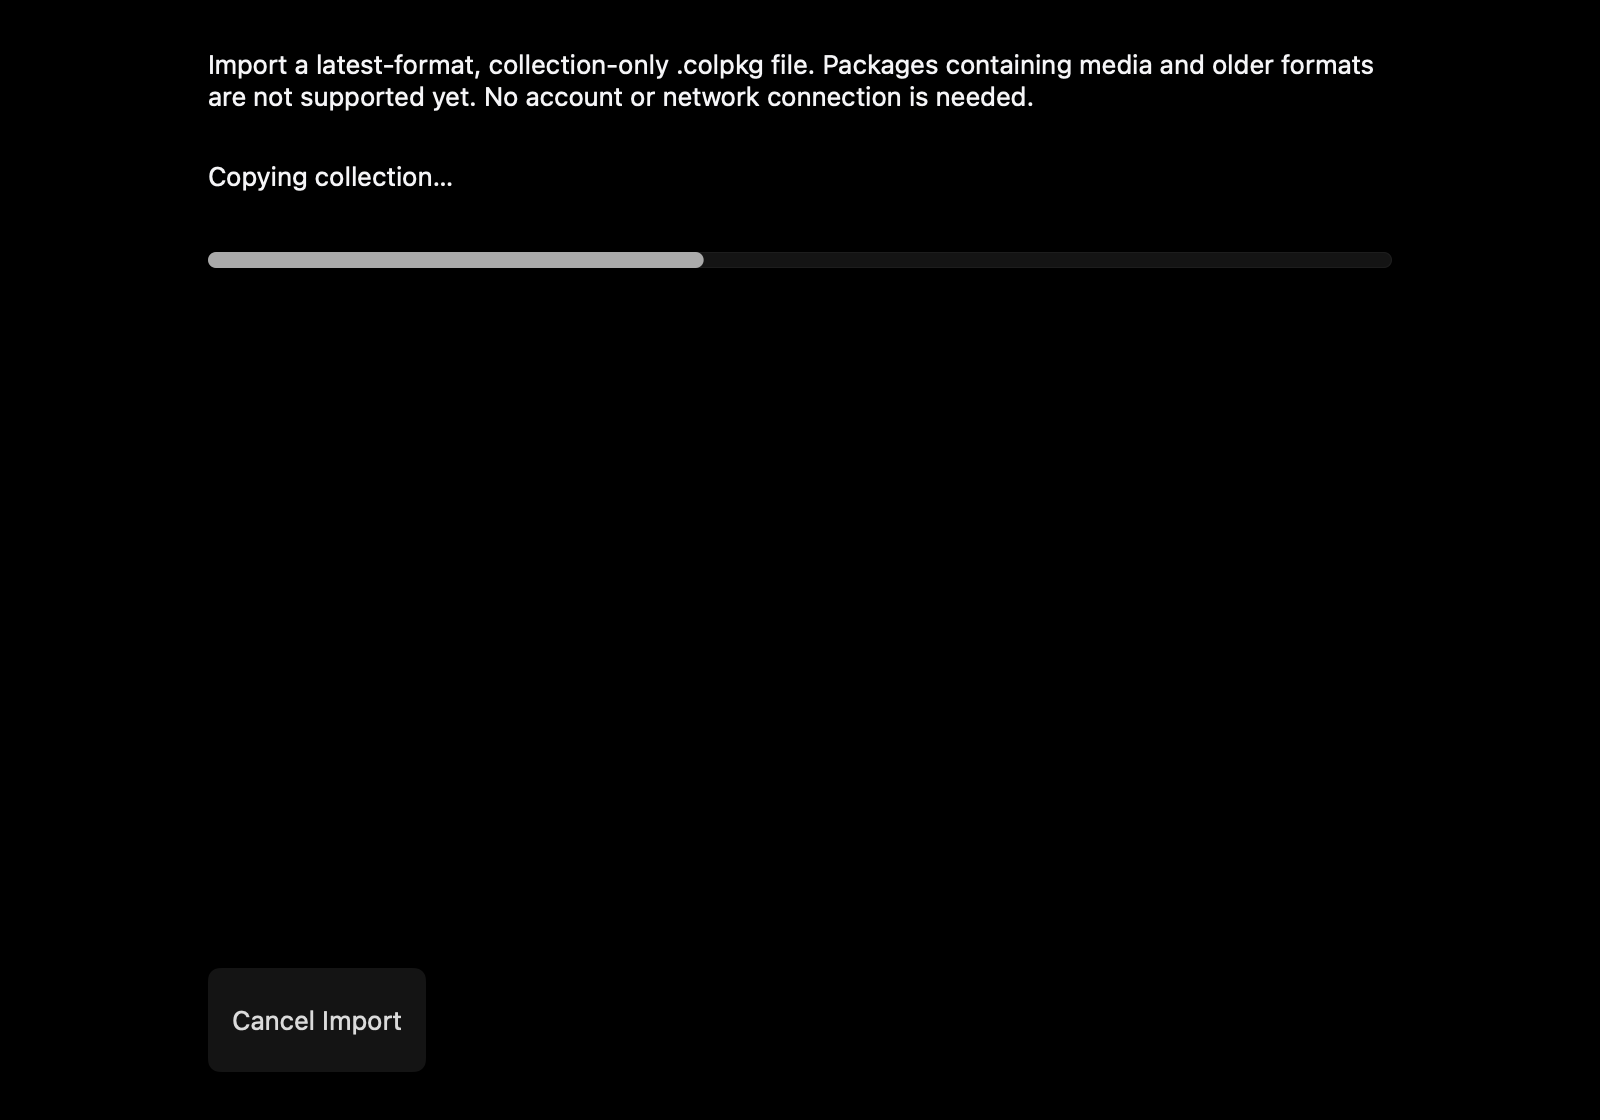 Import a latest-format, collection-only .colpkg file. Packages containing media and older formats
are not supported yet. No account or network connection is needed.
Copying collection...
Cancel Import